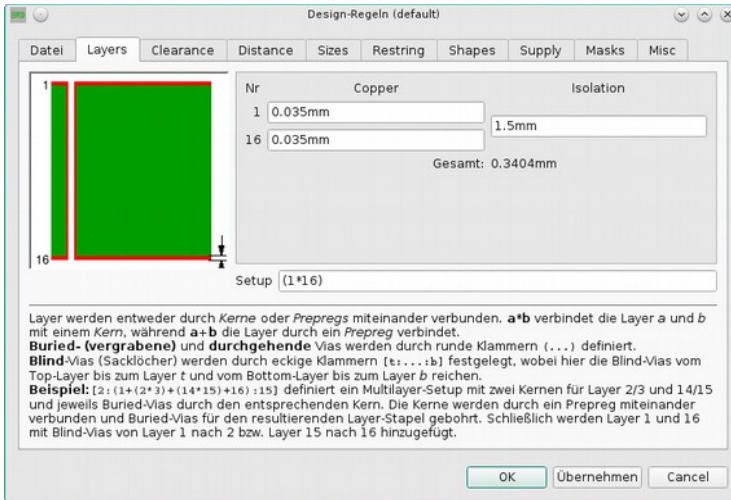 Design-Regeln (default)
Datei Layers Clearance Distance Sizes Restring Shapes Supply Masks Misc
1
16
Nr Copper Isolation
1 0.035mm
1.5mm
16 0.035mm
Gesamt: 0.3404mm
Setup (1*16)
Layer werden entweder durch Kerne oder Prepregs miteinander verbunden. a*b verbindet die Layer a und b
mit einem Kern, während a+b die Layer durch ein Prepreg verbindet.
Buried- (vergrabene) und durchgehende Vias werden durch runde Klammern (...) definiert.
Blind-Vias (Sacklöcher) werden durch eckige Klammern [t:...:b] festgelegt, wobei hier die Blind-Vias vom
Top-Layer bis zum Layer t und vom Bottom-Layer bis zum Layer b reichen.
Beispiel: [2:(1+(2*3)+(14*15)+16):15] definiert ein Multilayer-Setup mit zwei Kernen für Layer 2/3 und 14/15
und jeweils Buried-Vias durch den entsprechenden Kern. Die Kerne werden durch ein Prepreg miteinander
verbunden und Buried-Vias für den resultierenden Layer-Stapel gebohrt. Schließlich werden Layer 1 und 16
mit Blind-Vias von Layer 1 nach 2 bzw. Layer 15 nach 16 hinzugefügt.
OK Übernehmen Cancel